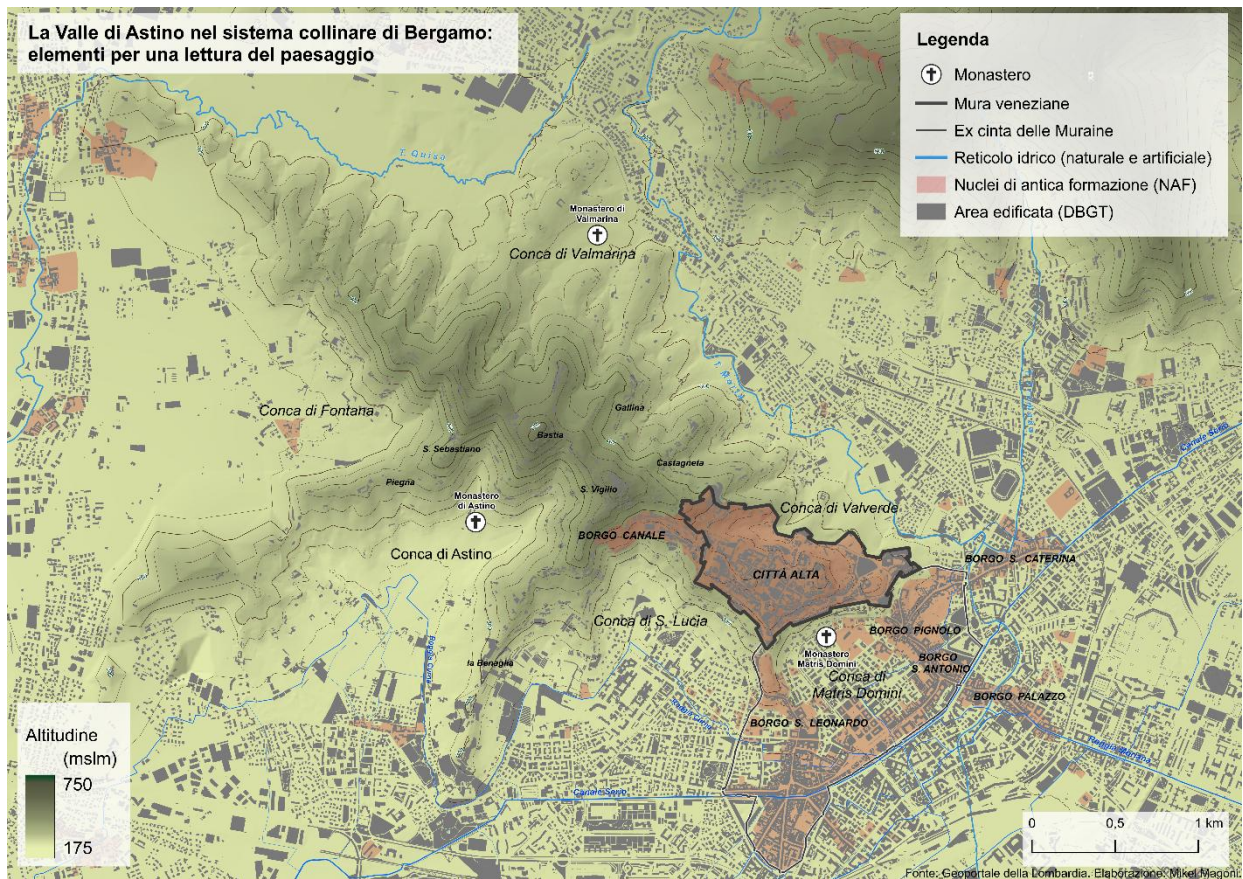 La Valle di Astino nel sistema collinare di Bergamo:
elementi per una lettura del paesaggio
Legenda
Monastero
Mura veneziane
Ex cinta delle Muraine
Reticolo idrico (naturale e artificiale)
Nuclei di antica formazione (NAF)
Area edificata (DBGT)
T. Quisa
Monastero di
Valmarina
Conca di Valmarina
T. Morla
Conca di Fontana
Gallina
Bastia
S. Sebastiano
Castagneta
Piegria
S. Vigilio
Canale Serio
Monastero
di Astino
Conca di Valverde
BORGO CANALE
Conca di Astino
BORGO S. CATERINA
CITTÀ ALTA
Conca di S. Lucia
BORGO PIGNOLO
Monastero
Matris Domini
la Benaglia
BORGO
S. ANTONIO
Conca di
Matris Domini
BORGO PALAZZO
BORGO S. LEONARDO
Altitudine
(mslm)
750
175
Canale Serio
0 0,5 1 km
Fonte: Geoportale della Lombardia. Elaborazione: Mikel Magoni.